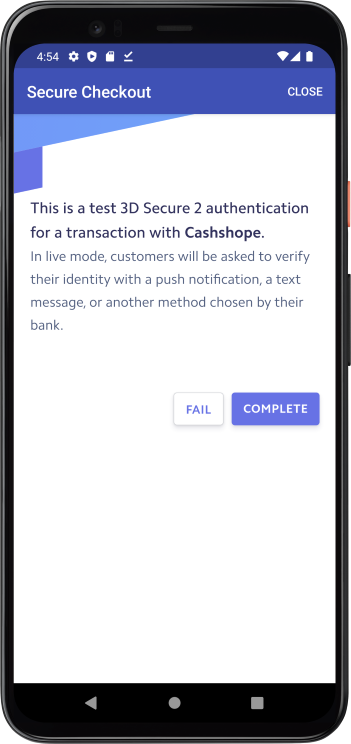 4:54
Secure Checkout
CLOSE
This is a test 3D Secure 2 authentication
for a transaction with Cashshope.
In live mode, customers will be asked to verify
their identity with a push notification, a text
message, or another method chosen by their
bank.
FAIL
COMPLETE